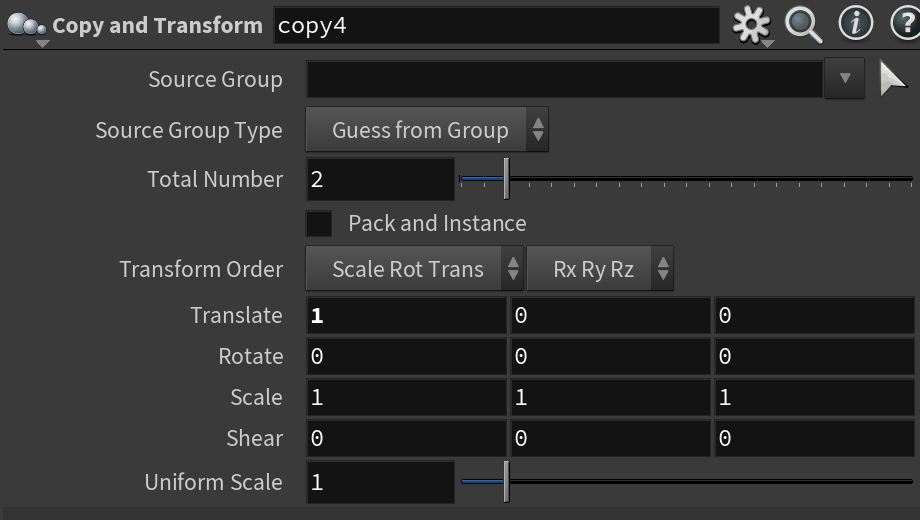 Copy and Transform copy4
Source Group
Source Group Type Guess from Group
Total Number 2
Pack and Instance
Transform Order Scale Rot Trans Rx Ry Rz
Translate 1 0 0
Rotate 0 0 0
Scale 1 1 1
Shear 0 0 0
Uniform Scale 1